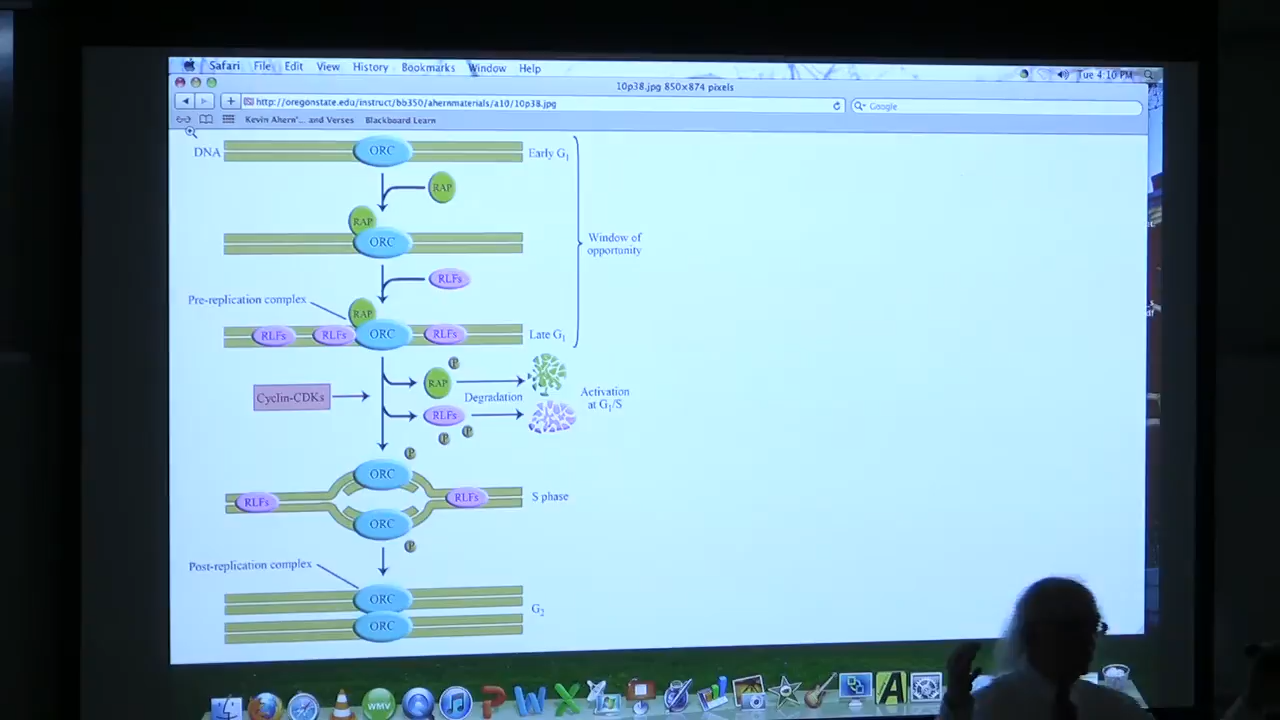 Safari File Edit View History Bookmarks Window Help Tue 4:10 PM
10p38.jpg 850×874 pixels
http://oregonstate.edu/instruct/bb350/ahernmaterials/a10/10p38.jpg Google
Kevin Ahern'... and Verses Blackboard Learn
DNA ORC Early G1
RAP
RAP
ORC
Window of
opportunity
RLFs
Pre-replication complex
RAP
RLFs RLFs ORC RLFs Late G1
P
RAP
Cyclin-CDKs
Degradation
Activation
at G1/S
RLFs
P P
P
ORC
RLFs RLFs S phase
ORC
P
Post-replication complex
ORC
G2
ORC
WMV